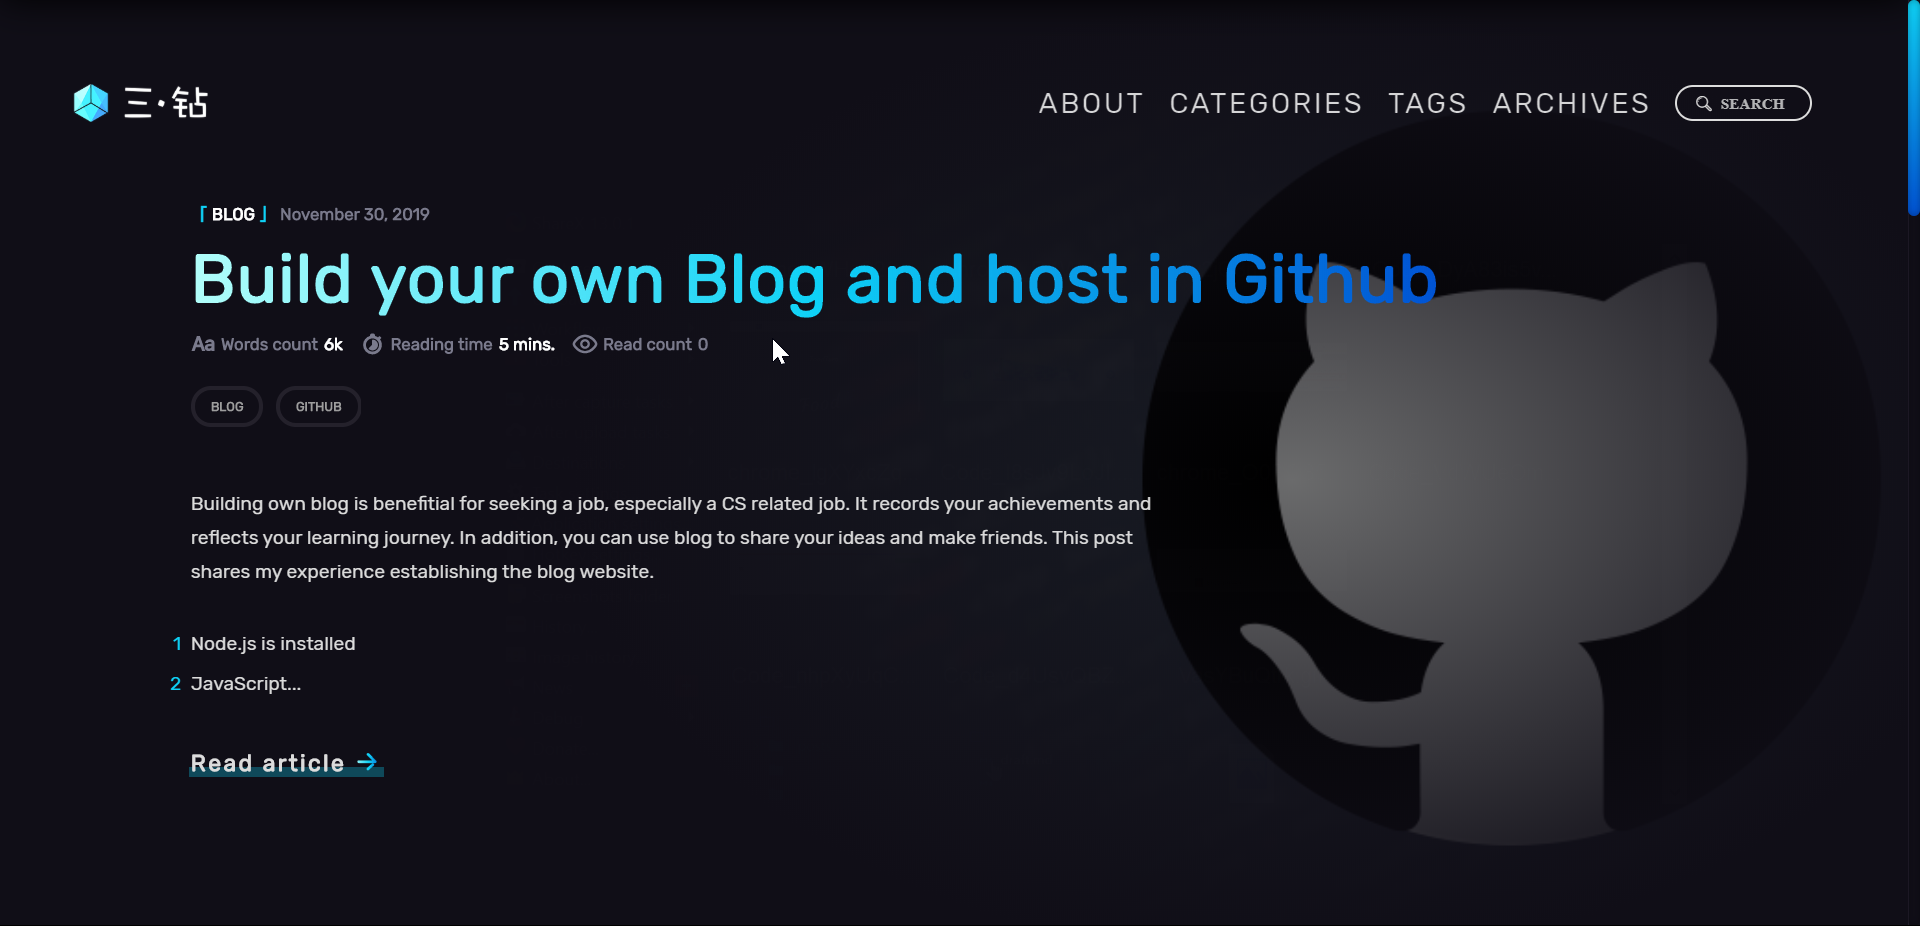 三·钻
ABOUT CATEGORIES TAGS ARCHIVES SEARCH
「 BLOG 」 November 30, 2019
Build your own Blog and host in Github
Aa Words count 6k Reading time 5 mins. Read count 0
BLOG GITHUB
Building own blog is benefitial for seeking a job, especially a CS related job. It records your achievements and
reflects your learning journey. In addition, you can use blog to share your ideas and make friends. This post
shares my experience establishing the blog website.
1 Node.js is installed
2 JavaScript...
Read article →